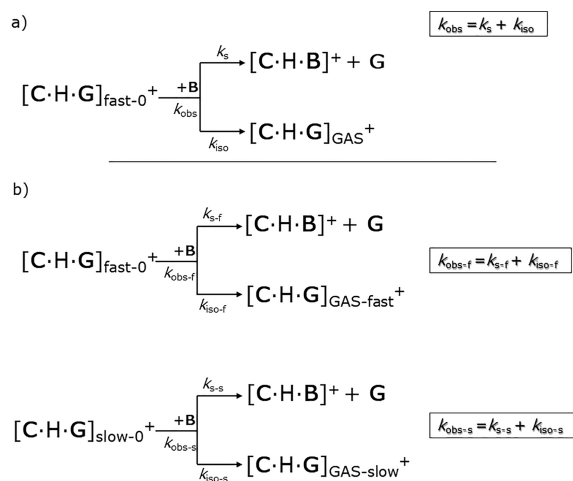 a)
k_obs = k_s + k_iso
k_s
[C·H·B]⁺ + G
[C·H·G]_fast-0⁺
+B
k_obs
k_iso
[C·H·G]_GAS⁺
b)
k_s-f
[C·H·B]⁺ + G
[C·H·G]_fast-0⁺
+B
k_obs-f
k_obs-f = k_s-f + k_iso-f
k_iso-f
[C·H·G]_GAS-fast⁺
k_s-s
[C·H·B]⁺ + G
[C·H·G]_slow-0⁺
+B
k_obs-s
k_obs-s = k_s-s + k_iso-s
k_iso-s
[C·H·G]_GAS-slow⁺